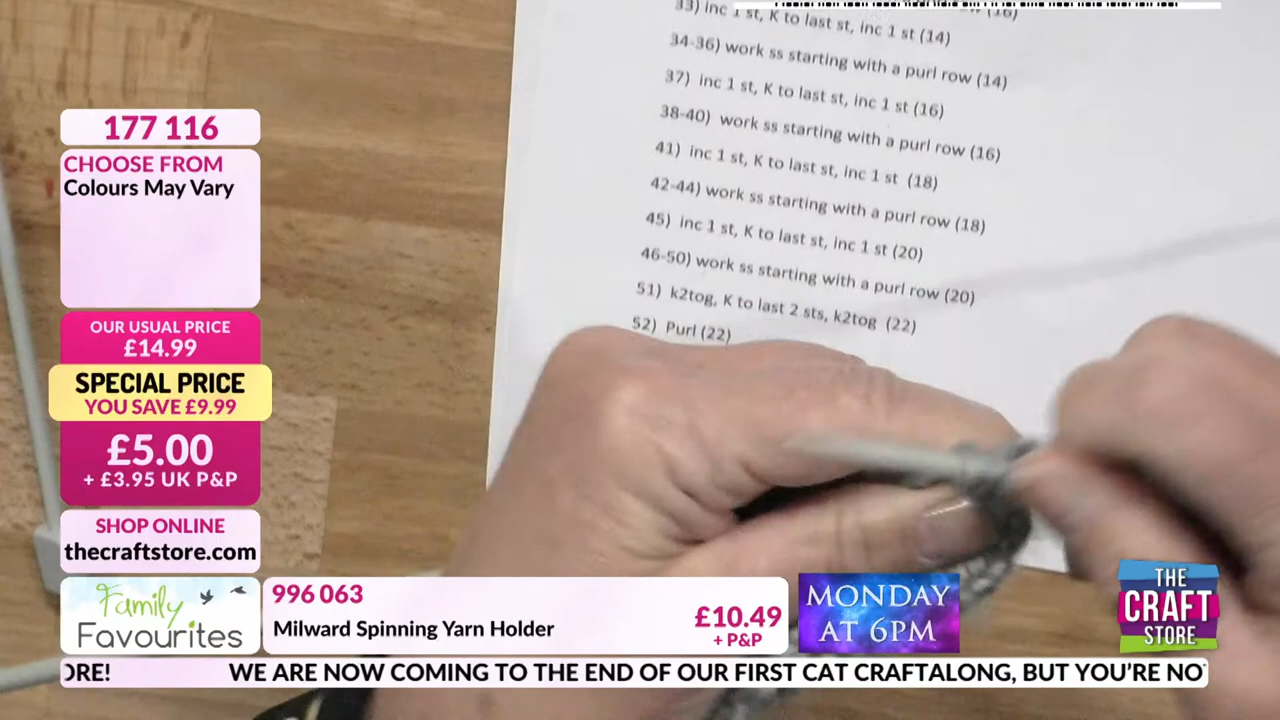 33) inc 1 st, K to last st, inc 1 st (14)
34-36) work ss starting with a purl row (14)
37) inc 1 st, K to last st, inc 1 st (16)
38-40) work ss starting with a purl row (16)
41) inc 1 st, K to last st, inc 1 st (18)
42-44) work ss starting with a purl row (18)
45) inc 1 st, K to last st, inc 1 st (20)
46-50) work ss starting with a purl row (20)
51) k2tog, K to last 2 sts, k2tog (22)
52) Purl (22)
177 116
CHOOSE FROM
Colours May Vary
OUR USUAL PRICE
£14.99
SPECIAL PRICE
YOU SAVE £9.99
£5.00
+ £3.95 UK P&P
SHOP ONLINE
thecraftstore.com
Family
Favourites
996 063
Milward Spinning Yarn Holder
£10.49
+ P&P
MONDAY
AT 6PM
THE
CRAFT
STORE
ORE! WE ARE NOW COMING TO THE END OF OUR FIRST CAT CRAFTALONG, BUT YOU'RE NO